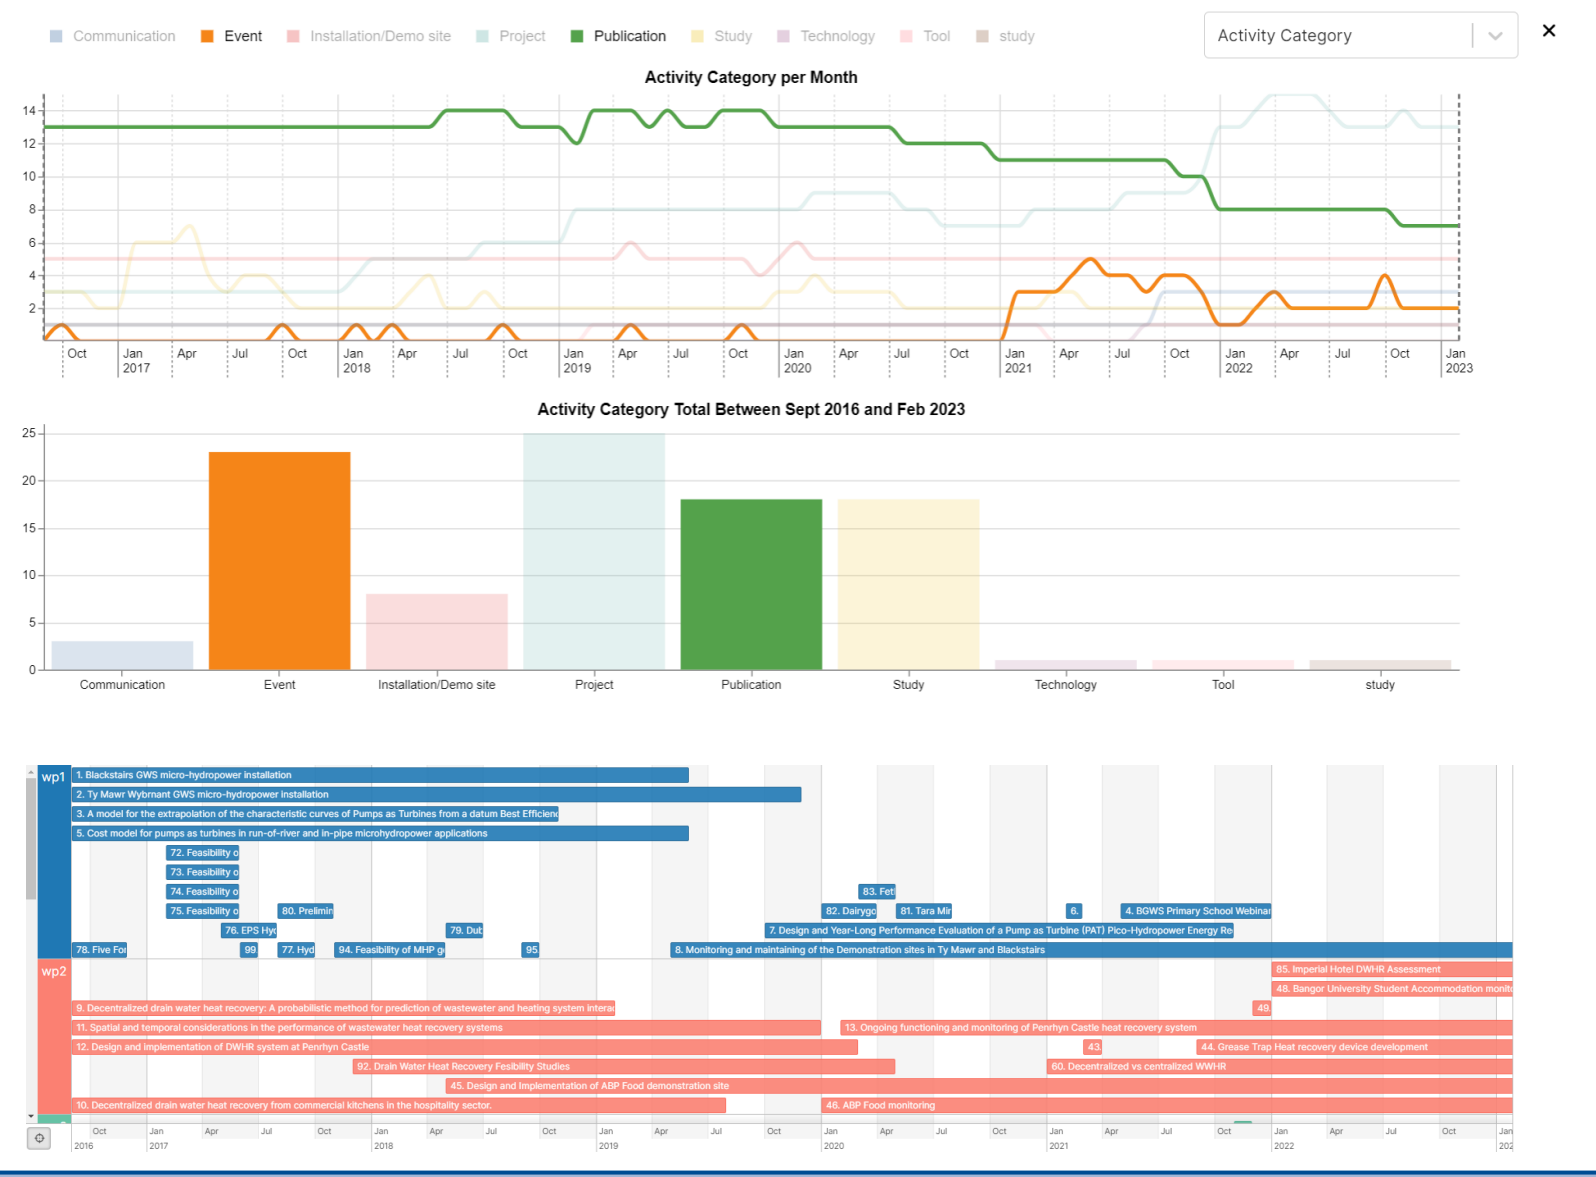 Communication Event Installation/Demo site Project Publication Study Technology Tool study
Activity Category
Activity Category per Month
14
12
10
8
6
4
2
Oct Jan Apr Jul Oct Jan Apr Jul Oct Jan Apr Jul Oct Jan Apr Jul Oct Jan Apr Jul Oct Jan Apr Jul Oct Jan
2017 2018 2019 2020 2021 2022 2023
Activity Category Total Between Sept 2016 and Feb 2023
25
20
15
10
5
0
Communication Event Installation/Demo site Project Publication Study Technology Tool study
wp1
1. Blackstairs GWS micro-hydropower installation
2. Ty Mawr Wybrnant GWS micro-hydropower installation
3. A model for the extrapolation of the characteristic curves of Pumps as Turbines from a datum Best Efficienc
5. Cost model for pumps as turbines in run-of-river and in-pipe microhydropower applications
72. Feasibility o
73. Feasibility o
74. Feasibility o 83. Fet
75. Feasibility o 80. Prelimin 82. Dairygo 81. Tara Mir 6. 4. BGWS Primary School Webinar
76. EPS Hyd 79. Dub 7. Design and Year-Long Performance Evaluation of a Pump as Turbine (PAT) Pico-Hydropower Energy Re
78. Five For 99 77. Hyd 94. Feasibility of MHP g 95 8. Monitoring and maintaining of the Demonstration sites in Ty Mawr and Blackstairs
wp2
85. Imperial Hotel DWHR Assessment
48. Bangor University Student Accommodation monito
9. Decentralized drain water heat recovery: A probabilistic method for prediction of wastewater and heating system interac 49.
11. Spatial and temporal considerations in the performance of wastewater heat recovery systems 13. Ongoing functioning and monitoring of Penrhyn Castle heat recovery system
12. Design and implementation of DWHR system at Penrhyn Castle 43. 44. Grease Trap Heat recovery device development
92. Drain Water Heat Recovery Fesibility Studies 60. Decentralized vs centralized WWHR
45. Design and Implementation of ABP Food demonstration site
10. Decentralized drain water heat recovery from commercial kitchens in the hospitality sector. 46. ABP Food monitoring
Oct Jan Apr Jul Oct Jan Apr Jul Oct Jan Apr Jul Oct Jan Apr Jul Oct Jan Apr Jul Oct Jan Apr Jul Oct Jan
2016 2017 2018 2019 2020 2021 2022 202